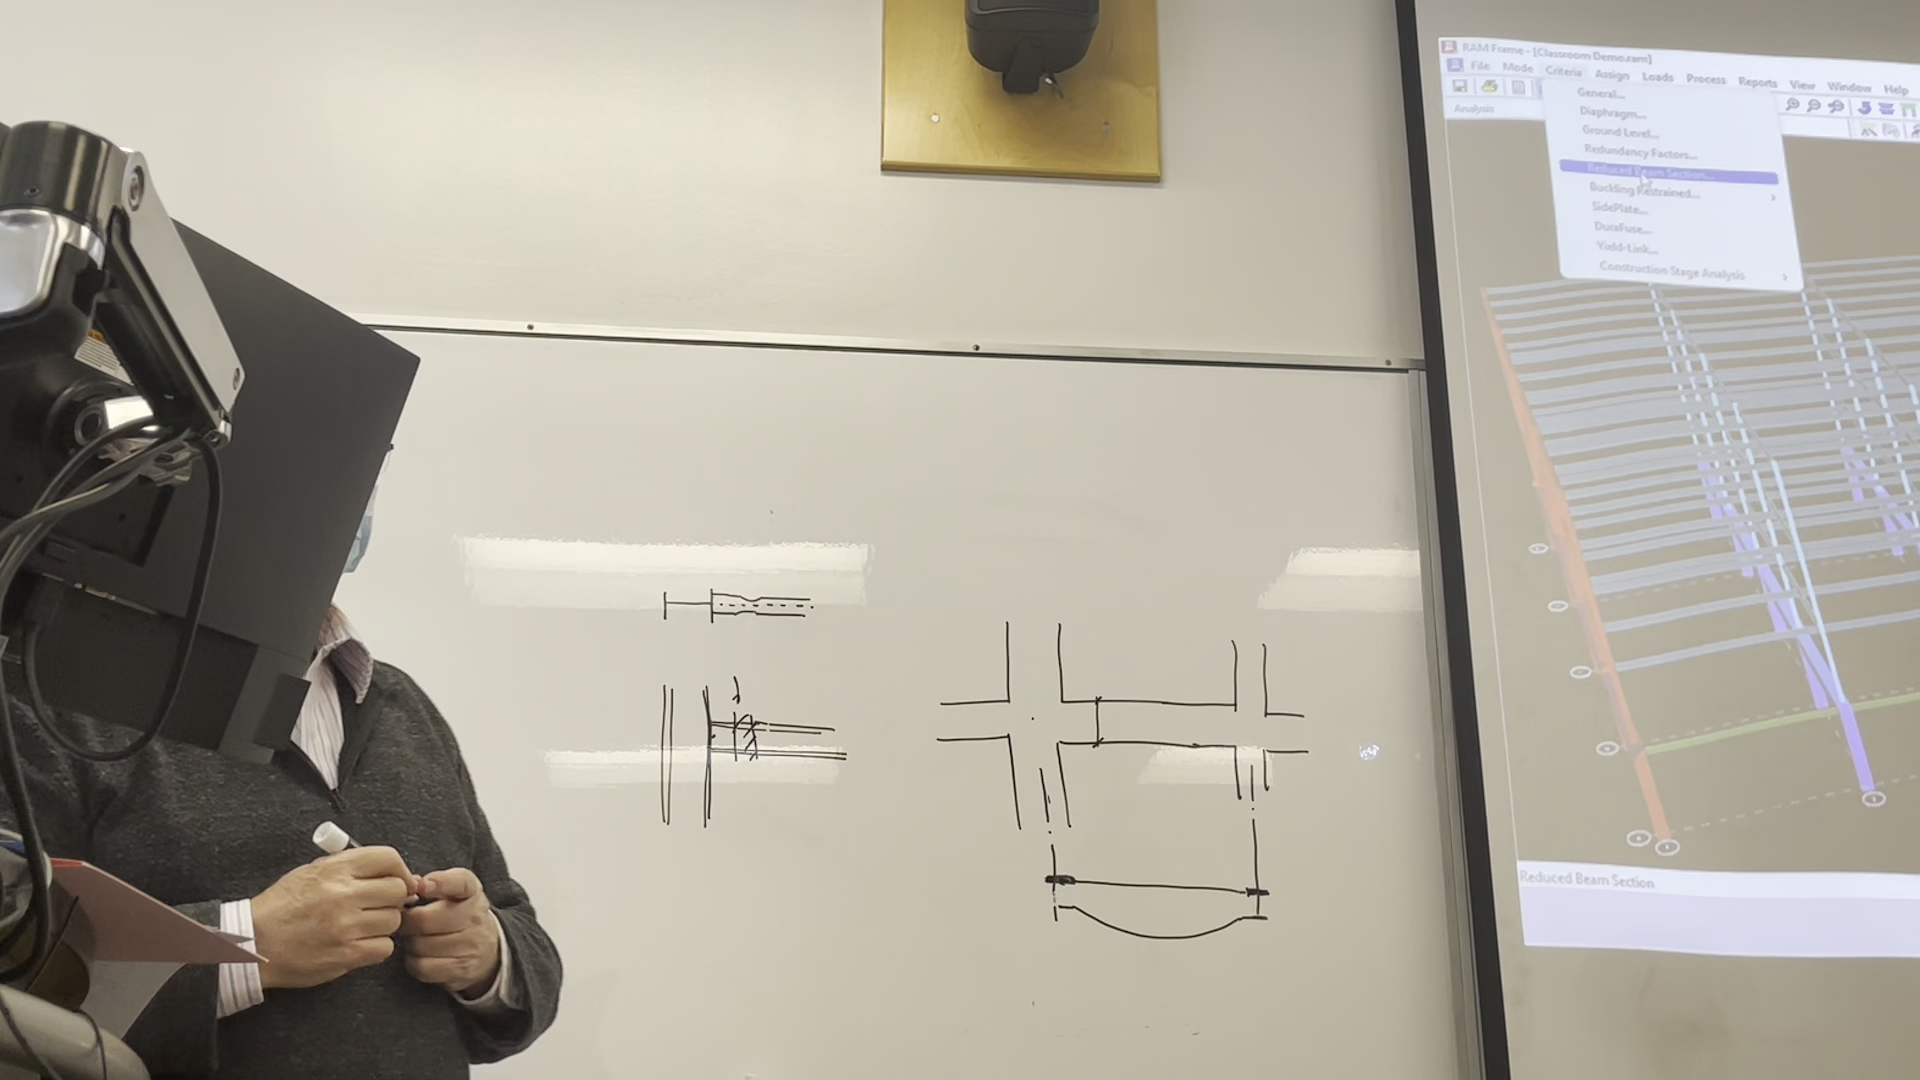 RAM Frame - [Classroom Demo.ram]
File Mode Criteria Assign Loads Process Reports View Window Help
Analysis
General...
Diaphragm...
Ground Level...
Redundancy Factors...
Reduced Beam Section...
Buckling Restrained...
SidePlate...
DuraFuse...
Yield-Link...
Construction Stage Analysis
Reduced Beam Section